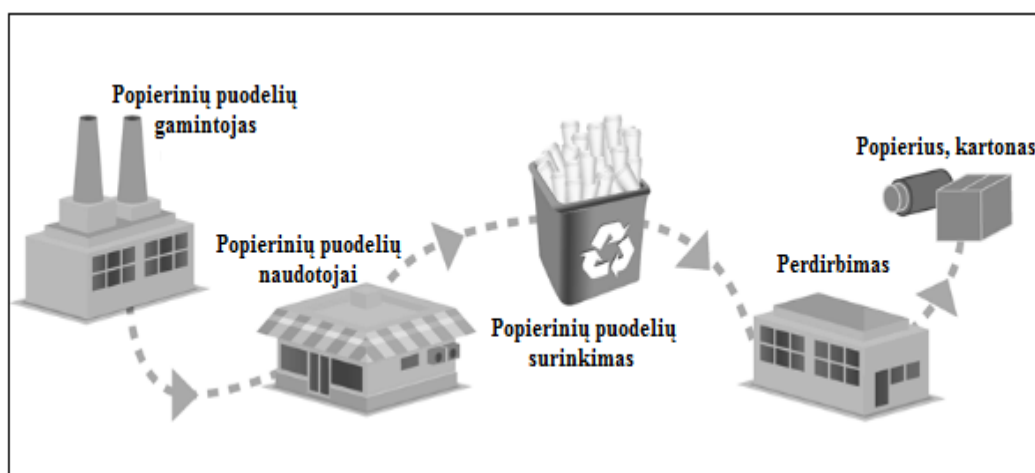 Popierinių puodelių
gamintojas
Popierinių puodelių
naudotojai
Popierinių puodelių
surinkimas
Perdirbimas
Popierius, kartonas